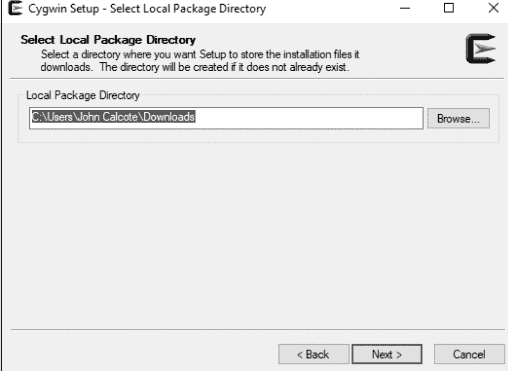 Cygwin Setup - Select Local Package Directory
Select Local Package Directory
Select a directory where you want Setup to store the installation files it
downloads. The directory will be created if it does not already exist.
Local Package Directory
C:\Users\John Calcote\Downloads
Browse...
< Back
Next >
Cancel